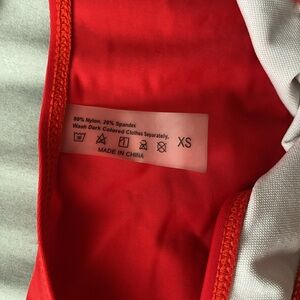 80% Nylon, 20% Spandex
Wash Dark Colored Clothes Separately.
XS
MADE IN CHINA